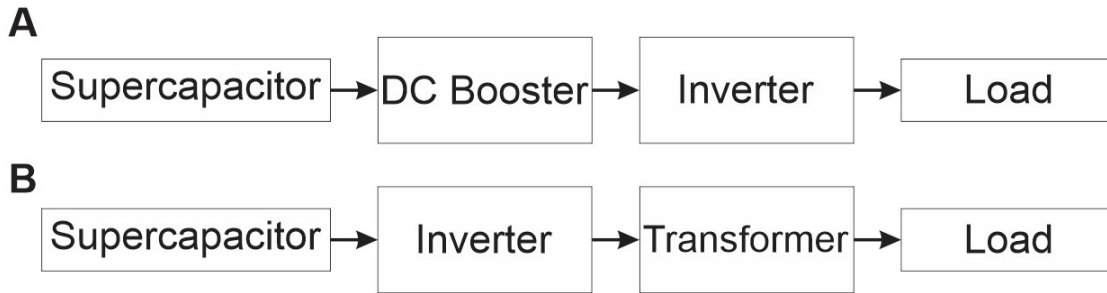 A
Supercapacitor DC Booster Inverter Load
B
Supercapacitor Inverter Transformer Load